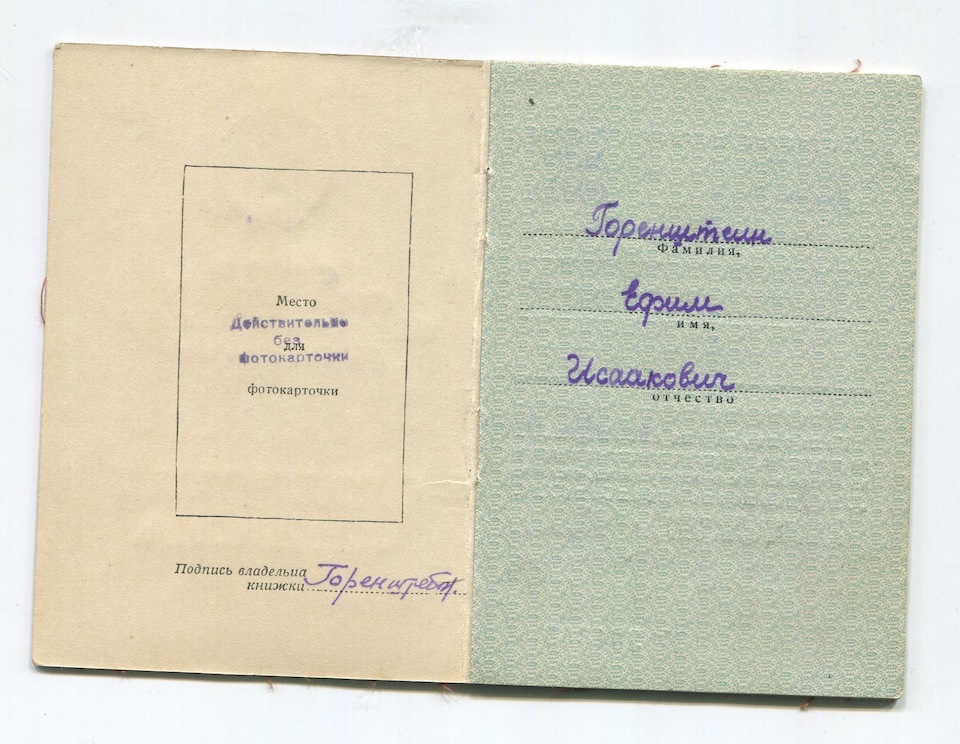 Место
Действительно
без
для
фотокарточки
фотокарточки
Подпись владельца
книжки
Горенштейн
фамилия,
Ефим
имя,
Исаакович
отчество